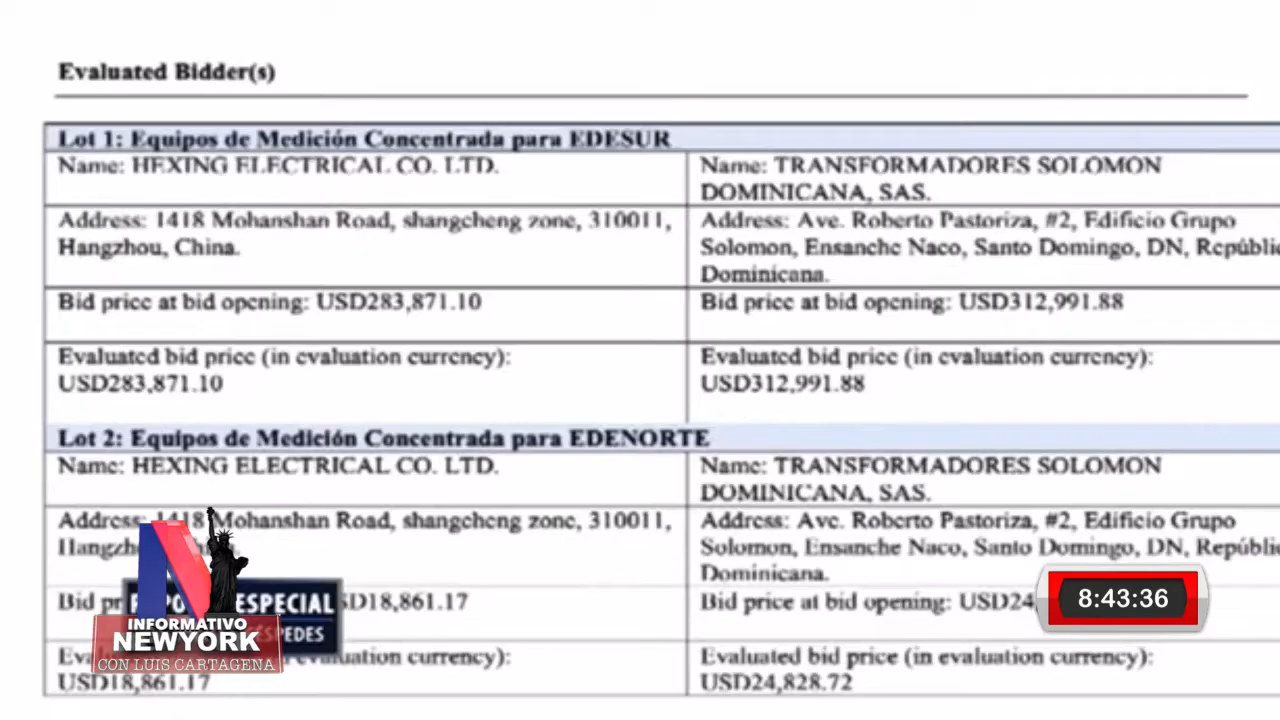 Evaluated Bidder(s)
Lot 1: Equipos de Medición Concentrada para EDESUR
Name: HEXING ELECTRICAL CO. LTD.
Name: TRANSFORMADORES SOLOMON
DOMINICANA, SAS.
Address: 1418 Mohanshan Road, shangcheng zone, 310011,
Hangzhou, China.
Address: Ave. Roberto Pastoriza, #2, Edificio Grupo
Solomon, Ensanche Naco, Santo Domingo, DN,
Dominicana.
Bid price at bid opening: USD283,871.10
Bid price at bid opening: USD312,991.88
Evaluated bid price (in evaluation currency):
USD283,871.10
Evaluated bid price (in evaluation currency):
USD312,991.88
Lot 2: Equipos de Medición Concentrada para EDENORTE
Name: HEXING ELECTRICAL CO. LTD.
Name: TRANSFORMADORES SOLOMON
DOMINICANA, SAS.
Address: 1418 Mohanshan Road, shangcheng zone, 310011,
Address: Ave. Roberto Pastoriza, #2, Edificio Grupo
Solomon, Ensanche Naco, Santo Domingo, DN,
Dominicana.
Bid SD18,861.17
Bid price at bid opening: USD24,
evaluation currency):
USD18,861.17
Evaluated bid price (in evaluation currency):
USD24,828.72
ESPECIAL
INFORMATIVO
NEWYORK
CON LUIS CARTAGENA
8:43:36